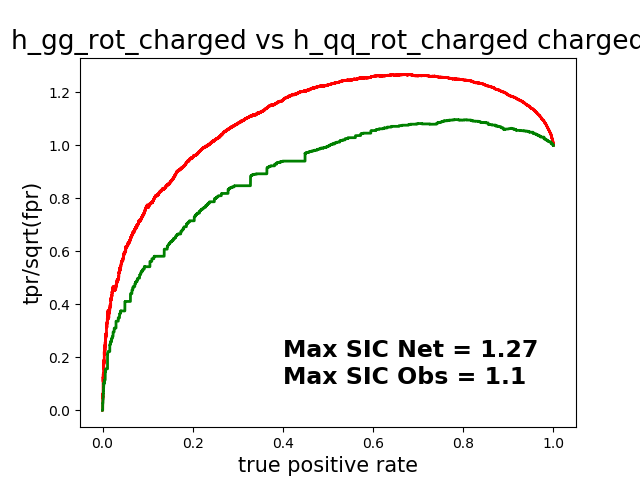 h_gg_rot_charged vs h_qq_rot_charged charged
1.2
1.0
0.8
0.6
0.4
0.2
0.0
tpr/sqrt(fpr)
Max SIC Net = 1.27
Max SIC Obs = 1.1
0.0 0.2 0.4 0.6 0.8 1.0
true positive rate